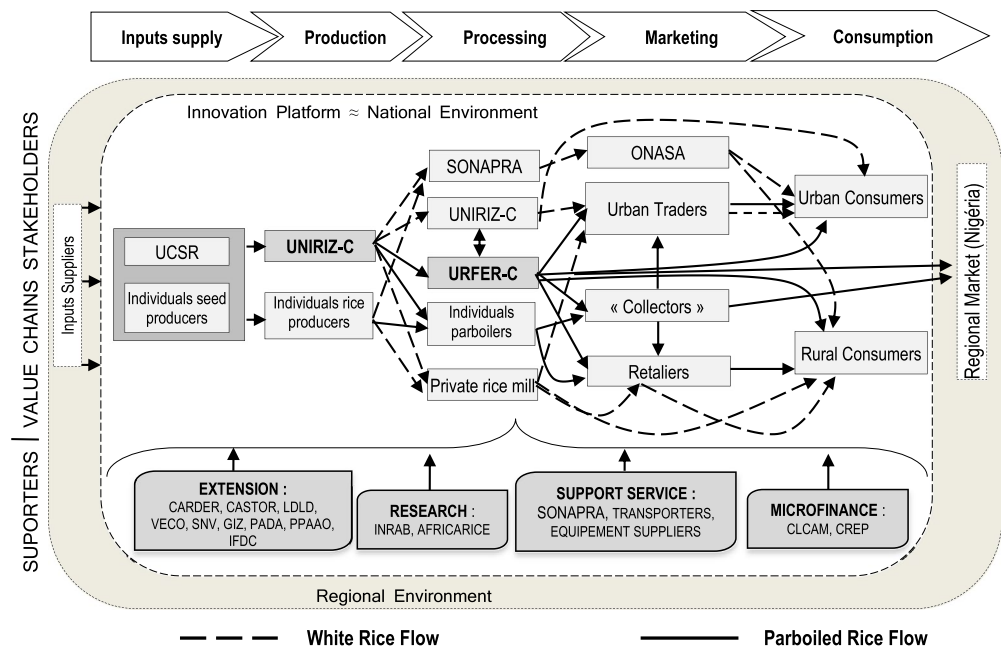 Inputs supply
Production
Processing
Marketing
Consumption
Innovation Platform ≈ National Environment
SUPPORTERS | VALUE CHAINS STAKEHOLDERS
Inputs Suppliers
UCSR
Individuals seed
producers
UNIRIZ-C
Individuals rice
producers
SONAPRA
UNIRIZ-C
URFER-C
Individuals
parboilers
Private rice mill
ONASA
Urban Traders
« Collectors »
Retaliers
Urban Consumers
Rural Consumers
Regional Market (Nigéria)
EXTENSION :
CARDER, CASTOR, LDLD,
VECO, SNV, GIZ, PADA, PPAAO,
IFDC
RESEARCH :
INRAB, AFRICARICE
SUPPORT SERVICE :
SONAPRA, TRANSPORTERS,
EQUIPEMENT SUPPLIERS
MICROFINANCE :
CLCAM, CREP
Regional Environment
White Rice Flow
Parboiled Rice Flow